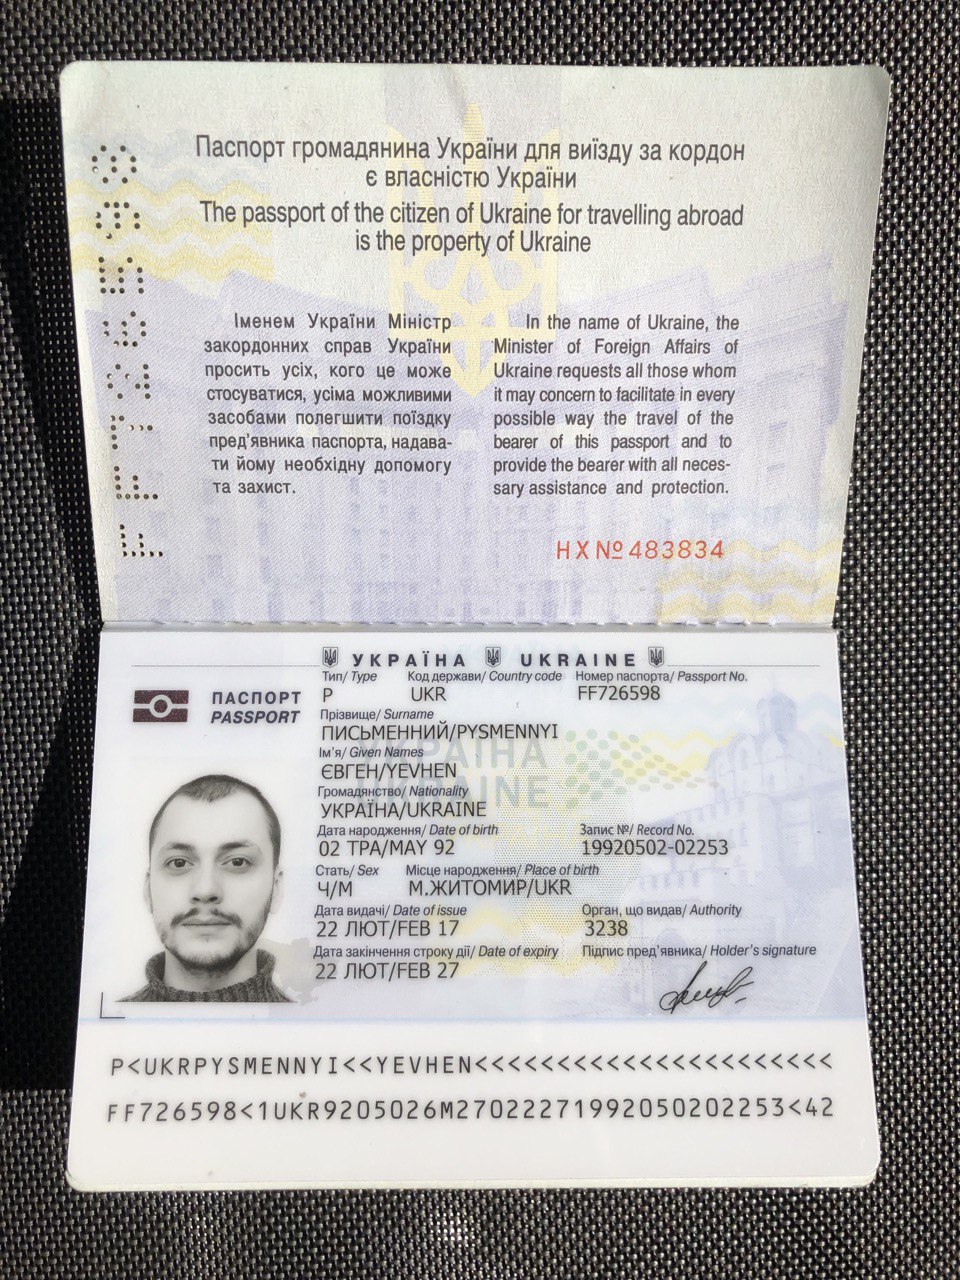 Паспорт громадянина України для виїзду за кордон
є власністю України
The passport of the citizen of Ukraine for travelling abroad
is the property of Ukraine
Іменем України Міністр
закордонних справ України
просить усіх, кого це може
стосуватися, усіма можливими
засобами полегшити поїздку
пред’явника паспорта, надава-
ти йому необхідну допомогу
та захист.
In the name of Ukraine, the
Minister of Foreign Affairs of
Ukraine requests all those whom
it may concern to facilitate in every
possible way the travel of the
bearer of this passport and to
provide the bearer with all neces-
sary assistance and protection.
HX№483834
FF726598
УКРАЇНА UKRAINE
ПАСПОРТ
PASSPORT
Тип/ Type Код держави/ Country code Номер паспорта/ Passport No.
P UKR FF726598
Прізвище/ Surname
ПИСЬМЕННИЙ/PYSMENNYI
Ім’я/ Given Names
ЄВГЕН/YEVHEN
Громадянство/ Nationality
УКРАЇНА/UKRAINE
Дата народження/ Date of birth Запис №/ Record No.
02 ТРА/MAY 92 19920502-02253
Стать/ Sex Місце народження/ Place of birth
Ч/M М.ЖИТОМИР/UKR
Дата видачі/ Date of issue Орган, що видав/ Authority
22 ЛЮТ/FEB 17 3238
Дата закінчення строку дії/ Date of expiry Підпис пред’явника/ Holder's signature
22 ЛЮТ/FEB 27
УКРАЇНА
UKRAINE
P<UKRPYSMENNYI<<YEVHEN<<<<<<<<<<<<<<<<<<<<<<
FF726598<1UKR9205026M27022271992050202253<42